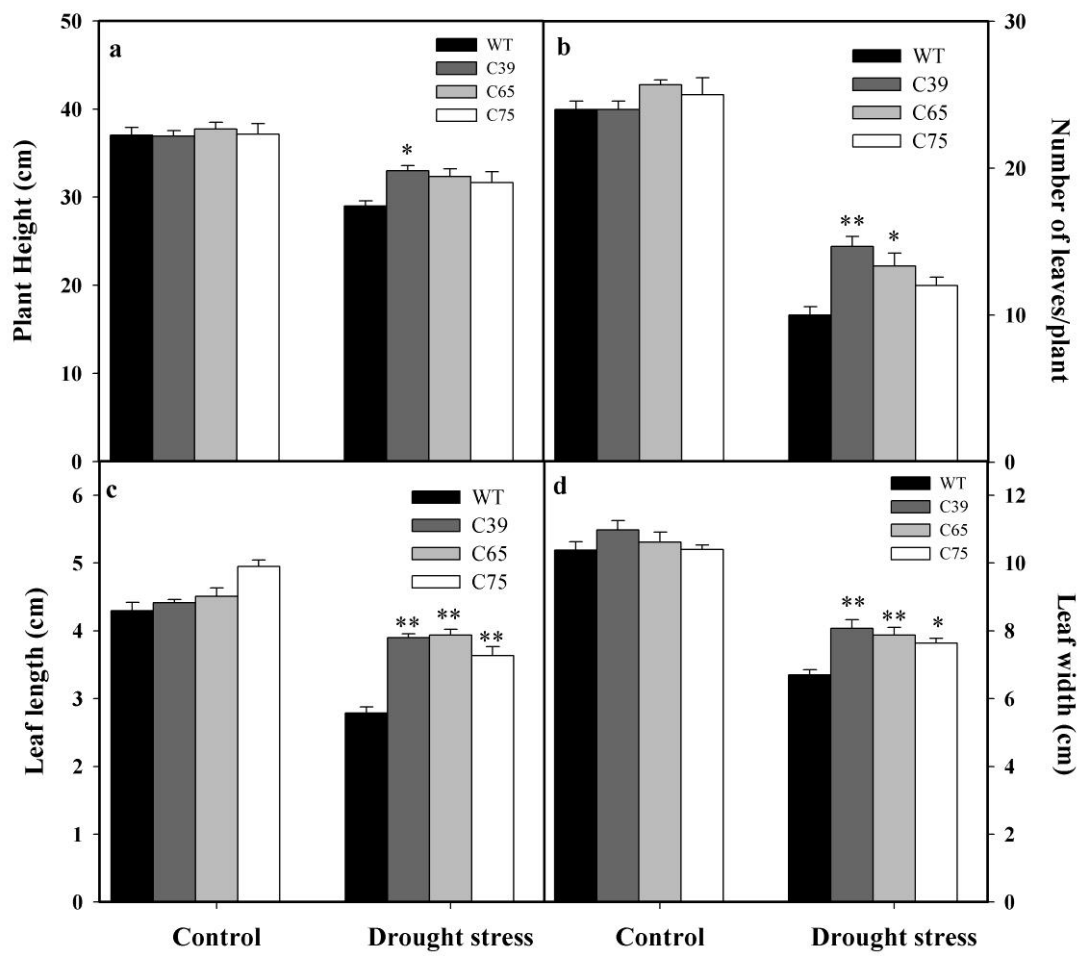 a
50
40
30
20
10
0
Plant Height (cm)
WT
C39
C65
C75
*
b
30
20
10
0
Number of
leaves/plant
WT
C39
C65
C75
**
*
c
6
5
4
3
2
1
0
Leaf length (cm)
WT
C39
C65
C75
**
**
**
Control
Drought stress
d
12
10
8
6
4
2
0
Leaf width (cm)
WT
C39
C65
C75
**
**
*
Control
Drought stress